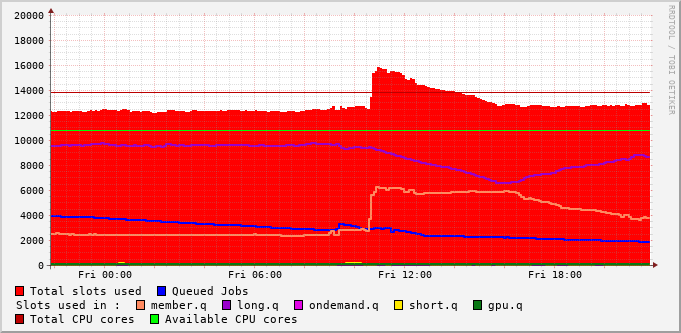 20000
18000
16000
14000
12000
10000
8000
6000
4000
2000
0
Fri 00:00 Fri 06:00 Fri 12:00 Fri 18:00
RRDTOOL / TOBI OETIKER
Total slots used Queued Jobs
Slots used in : member.q long.q ondemand.q short.q gpu.q
Total CPU cores Available CPU cores